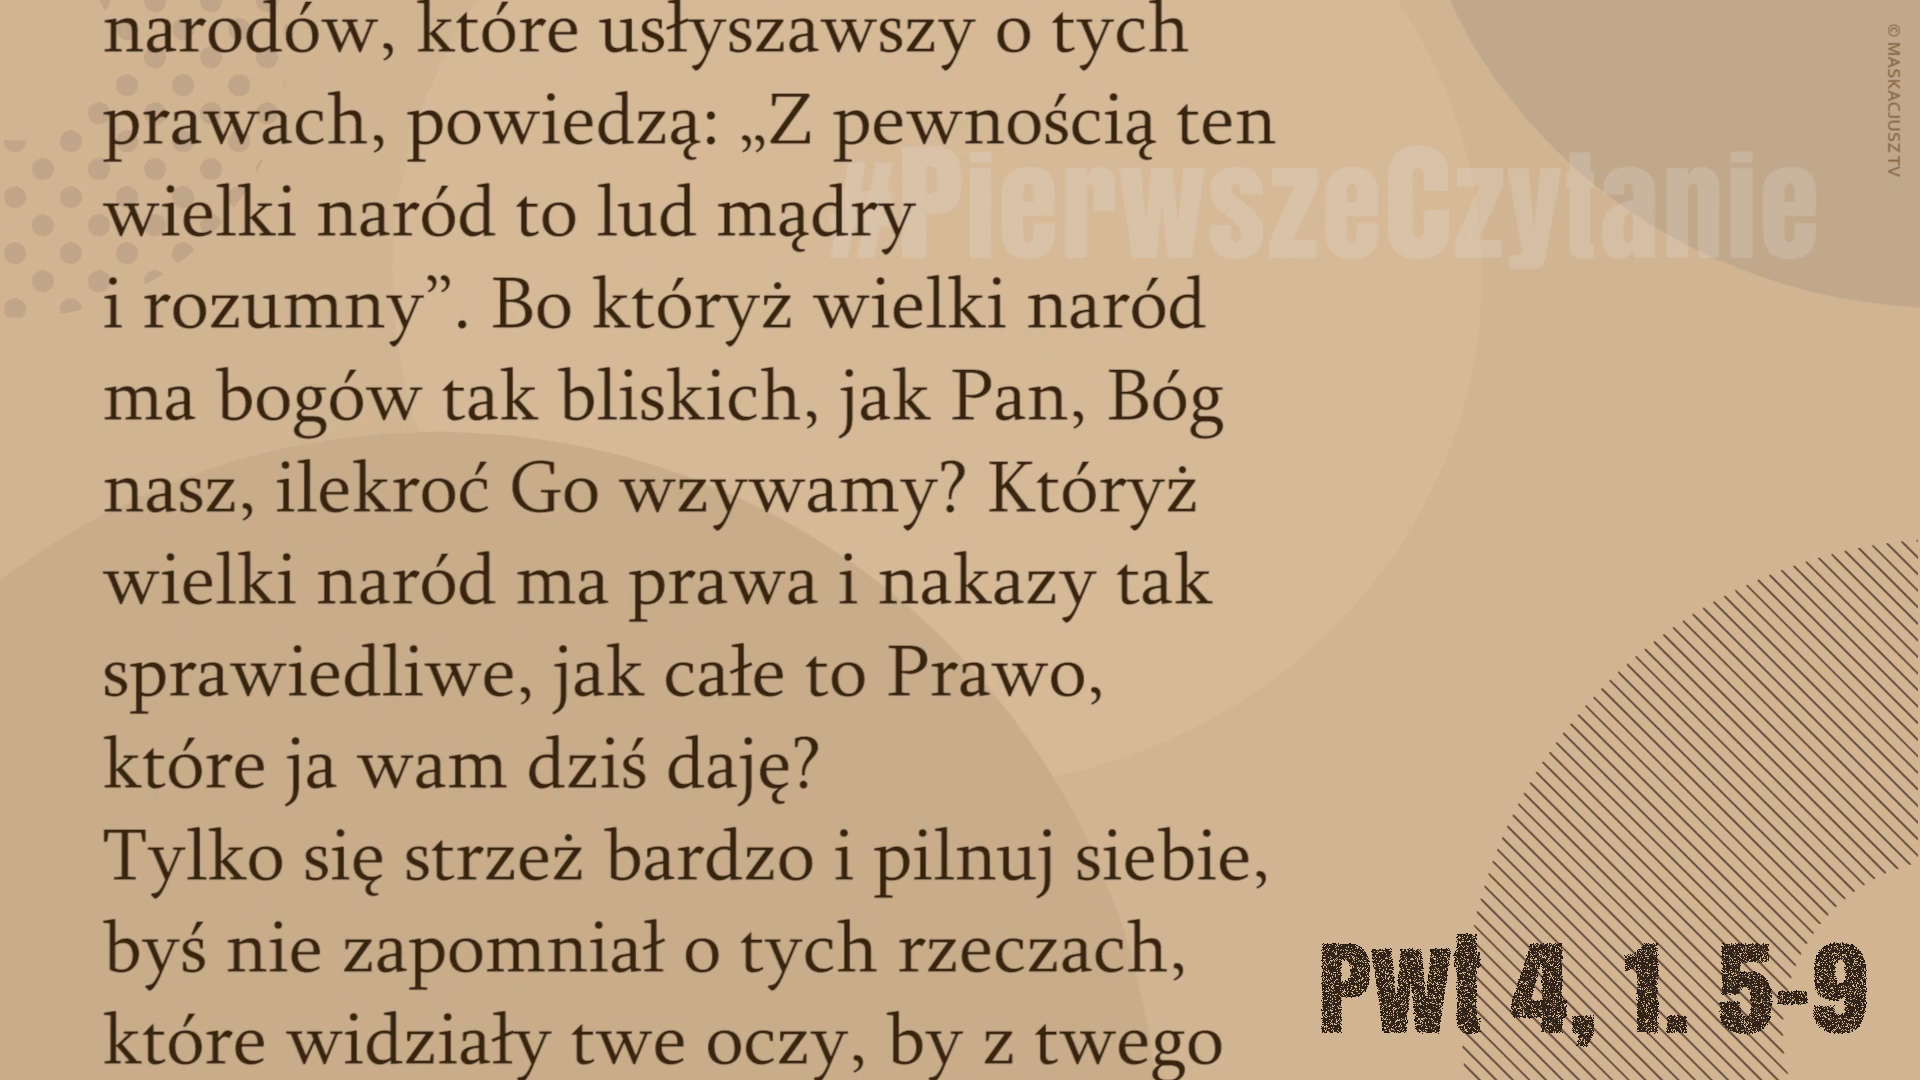 narodów, które usłyszawszy o tych
prawach, powiedzą: „Z pewnością ten
wielki naród to lud mądry
i rozumny”. Bo któryż wielki naród
ma bogów tak bliskich, jak Pan, Bóg
nasz, ilekroć Go wzywamy? Któryż
wielki naród ma prawa i nakazy tak
sprawiedliwe, jak całe to Prawo,
które ja wam dziś daję?
Tylko się strzeż bardzo i pilnuj siebie,
byś nie zapomniał o tych rzeczach,
które widziały twe oczy, by z twego
#PierwszeCzytanie
Pwt 4, 1. 5-9
© MASKACJUSZ TV